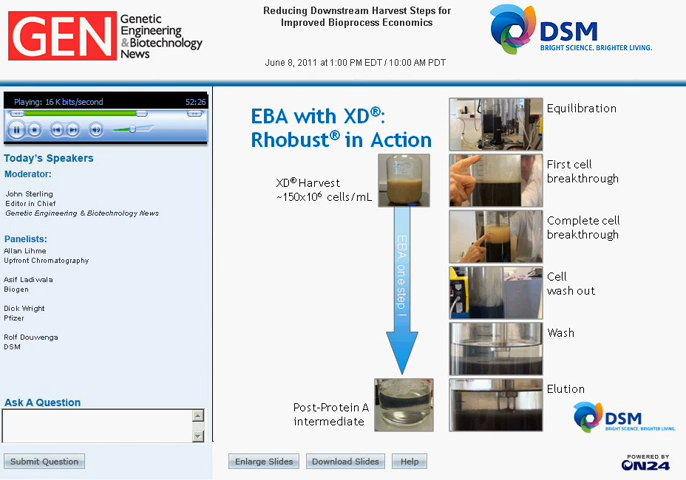 GEN
Genetic
Engineering
& Biotechnology
News
Reducing Downstream Harvest Steps for
Improved Bioprocess Economics
June 8, 2011 at 1:00 PM EDT / 10:00 AM PDT
DSM
BRIGHT SCIENCE. BRIGHTER LIVING.
Playing: 16 K bits/second
52:26
Today's Speakers
Moderator:
John Sterling
Editor in Chief
Genetic Engineering & Biotechnology News
Panelists:
Allan Lihme
Upfront Chromatography
Asif Ladiwala
Biogen
Dick Wright
Pfizer
Rolf Douwenga
DSM
Ask A Question
Submit Question
EBA with XD®:
Rhobust® in Action
XD® Harvest
~150x10⁶ cells/mL
EBA, one step !
Post-Protein A
intermediate
Equilibration
First cell
breakthrough
Complete cell
breakthrough
Cell
wash out
Wash
Elution
DSM
BRIGHT SCIENCE. BRIGHTER LIVING.
Enlarge Slides
Download Slides
Help
POWERED BY
ON24